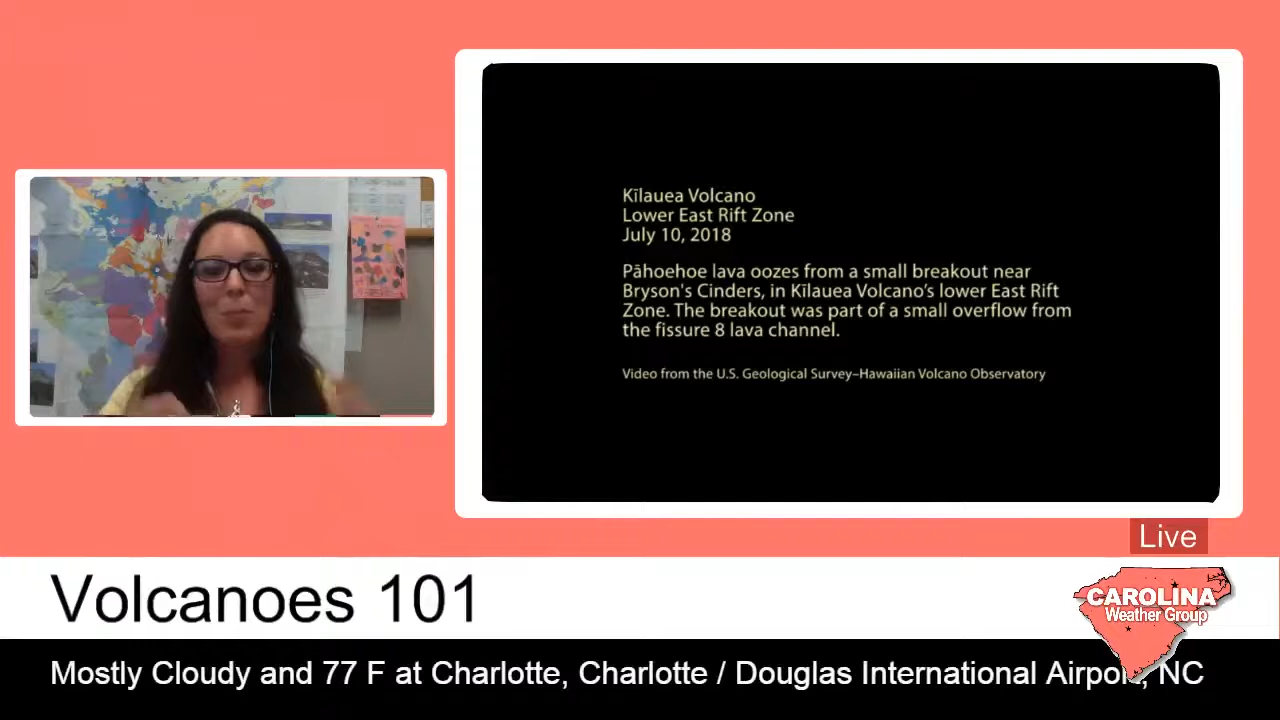 Kīlauea Volcano
Lower East Rift Zone
July 10, 2018
Pāhoehoe lava oozes from a small breakout near
Bryson's Cinders, in Kīlauea Volcano's lower East Rift
Zone. The breakout was part of a small overflow from
the fissure 8 lava channel.
Video from the U.S. Geological Survey–Hawaiian Volcano Observatory
Live
Volcanoes 101
CAROLINA
Weather Group
Mostly Cloudy and 77 F at Charlotte, Charlotte / Douglas International Airport, NC